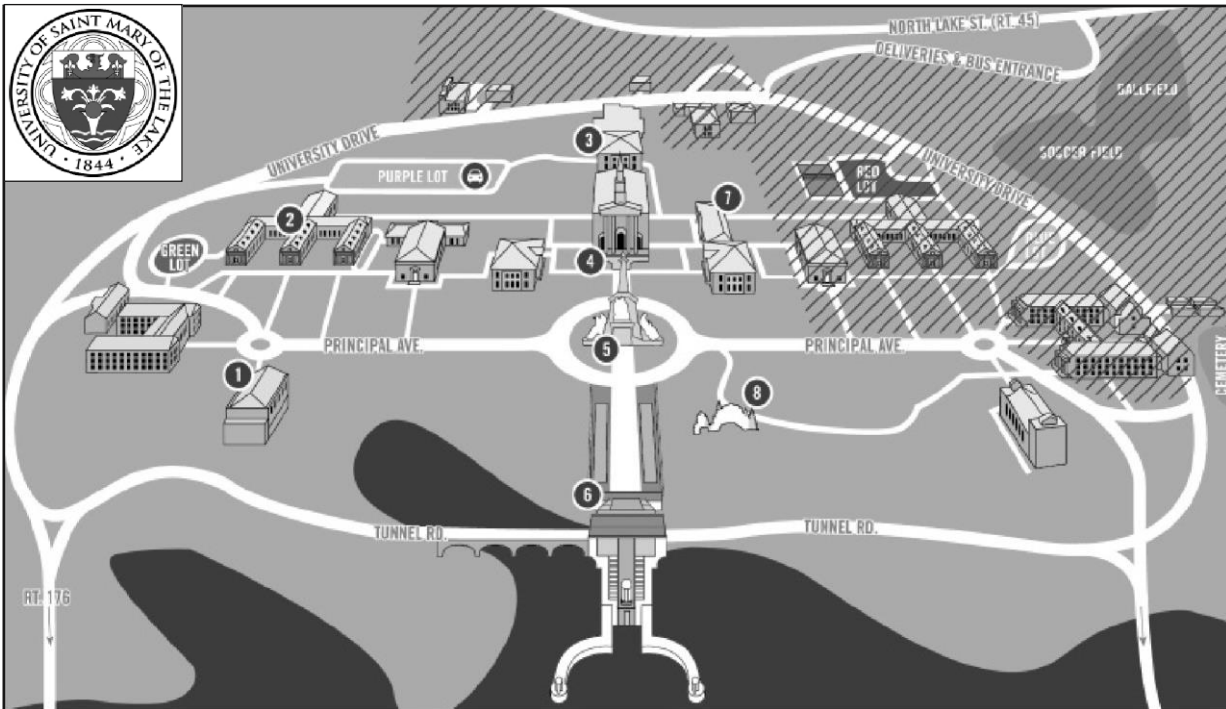 UNIVERSITY OF SAINT MARY OF THE LAKE
· 1844 ·
NORTH LAKE ST. (RT. 45)
DELIVERIES & BUS ENTRANCE
BALLFIELD
SOCCER FIELD
UNIVERSITY DRIVE
UNIVERSITY DRIVE
3
PURPLE LOT
RED
LOT
7
2
GREEN
LOT
4
PRINCIPAL AVE.
5
PRINCIPAL AVE.
CEMETERY
1
8
6
TUNNEL RD.
TUNNEL RD.
RT. 176